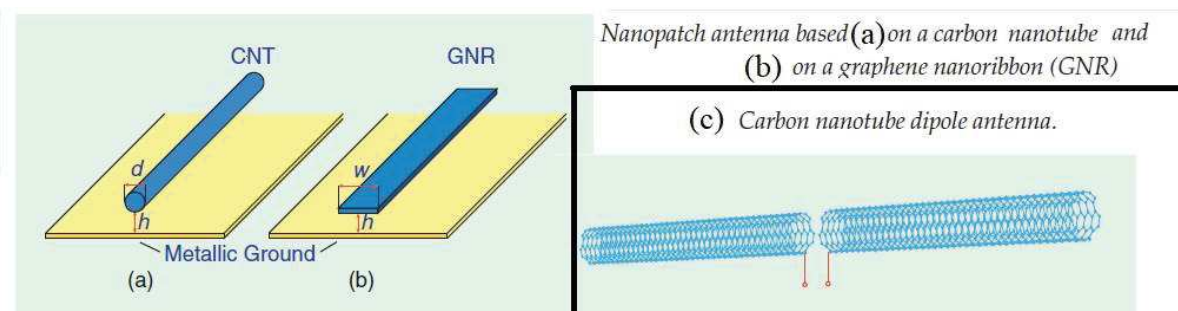 CNT
GNR
d
w
h
h
Metallic Ground
(a)
(b)
Nanopatch antenna based (a) on a carbon nanotube and
(b) on a graphene nanoribbon (GNR)
(c) Carbon nanotube dipole antenna.